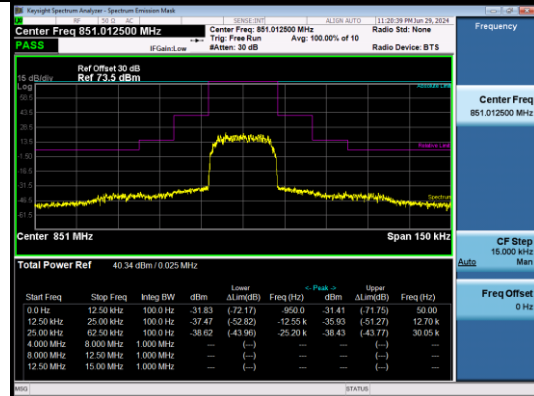 Keysight Spectrum Analyzer - Spectrum Emission Mask
RF 50 Ω AC SENSE:INT ALIGN AUTO 11:20:39 PM Jun 29, 2024
Center Freq 851.012500 MHz
Center Freq: 851.012500 MHz
Radio Std: None
Trig: Free Run Avg: 100.00% of 10
PASS IFGain:Low #Atten: 30 dB Radio Device: BTS
Ref Offset 30 dB
15 dB/div Ref 73.5 dBm
Log
Absolute Limit
58.5
43.5
28.5
13.5
Relative Limit
-1.50
-16.5
-31.5
Spectrum
-46.5
-61.5
Center 851 MHz Span 150 kHz
Total Power Ref 40.34 dBm / 0.025 MHz
Lower <- Peak -> Upper
Start Freq Stop Freq Integ BW dBm ΔLim(dB) Freq (Hz) dBm ΔLim(dB) Freq (Hz)
0.0 Hz 12.50 kHz 100.0 Hz -31.83 (-72.17) -950.0 -31.41 (-71.75) 50.00
12.50 kHz 25.00 kHz 100.0 Hz -37.47 (-52.82) -12.55 k -35.93 (-51.27) 12.70 k
25.00 kHz 62.50 kHz 100.0 Hz -38.62 (-43.96) -25.20 k -38.43 (-43.77) 30.05 k
4.000 MHz 8.000 MHz 1.000 MHz --- (---) --- --- (---) ---
8.000 MHz 12.50 MHz 1.000 MHz --- (---) --- --- (---) ---
12.50 MHz 15.00 MHz 1.000 MHz --- (---) --- --- (---) ---
MSG STATUS
Frequency
Center Freq
851.012500 MHz
CF Step
15.000 kHz
Auto Man
Freq Offset
0 Hz